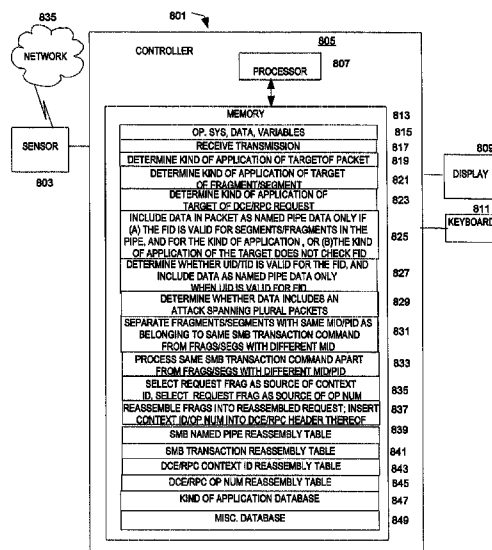 835
801
NETWORK
CONTROLLER
805
PROCESSOR
807
SENSOR
803
MEMORY
813
OP. SYS, DATA, VARIABLES
815
RECEIVE TRANSMISSION
817
DETERMINE KIND OF APPLICATION OF TARGETOF PACKET
819
DETERMINE KIND OF APPLICATION OF TARGET
OF FRAGMENT/SEGMENT
821
DETERMINE KIND OF APPLICATION OF
TARGET OF DCE/RPC REQUEST
823
INCLUDE DATA IN PACKET AS NAMED PIPE DATA ONLY IF
(A) THE FID IS VALID FOR SEGMENTS/FRAGMENTS IN THE
PIPE, AND FOR THE KIND OF APPLICATION , OR (B)THE KIND
OF APPLICATION OF THE TARGET DOES NOT CHECK FID
825
DETERMINE WHETHER UID/TID IS VALID FOR THE FID, AND
INCLUDE DATA AS NAMED PIPE DATA ONLY
WHEN UID IS VALID FOR FID
827
DETERMINE WHETHER DATA INCLUDES AN
ATTACK SPANNING PLURAL PACKETS
829
SEPARATE FRAGMENTS/SEGMENTS WITH SAME MID/PID AS
BELONGING TO SAME SMB TRANSACTION COMMAND
FROM FRAGS/SEGS WITH DIFFERENT MID
831
PROCESS SAME SMB TRANSACTION COMMAND APART
FROM FRAGS/SEGS WITH DIFFERENT MID/PID
833
SELECT REQUEST FRAG AS SOURCE OF CONTEXT
ID, SELECT REQUEST FRAG AS SOURCE OF OP NUM
835
REASSEMBLE FRAGS INTO REASSEMBLED REQUEST; INSERT
CONTEXT ID/OP NUM INTO DCE/RPC HEADER THEREOF
837
SMB NAMED PIPE REASSEMBLY TABLE
839
SMB TRANSACTION REASSEMBLY TABLE
841
DCE/RPC CONTEXT ID REASSEMBLY TABLE
843
DCE/RPC OP NUM REASSEMBLY TABLE
845
KIND OF APPLICATION DATABASE
847
MISC. DATABASE
849
809
DISPLAY
811
KEYBOARD